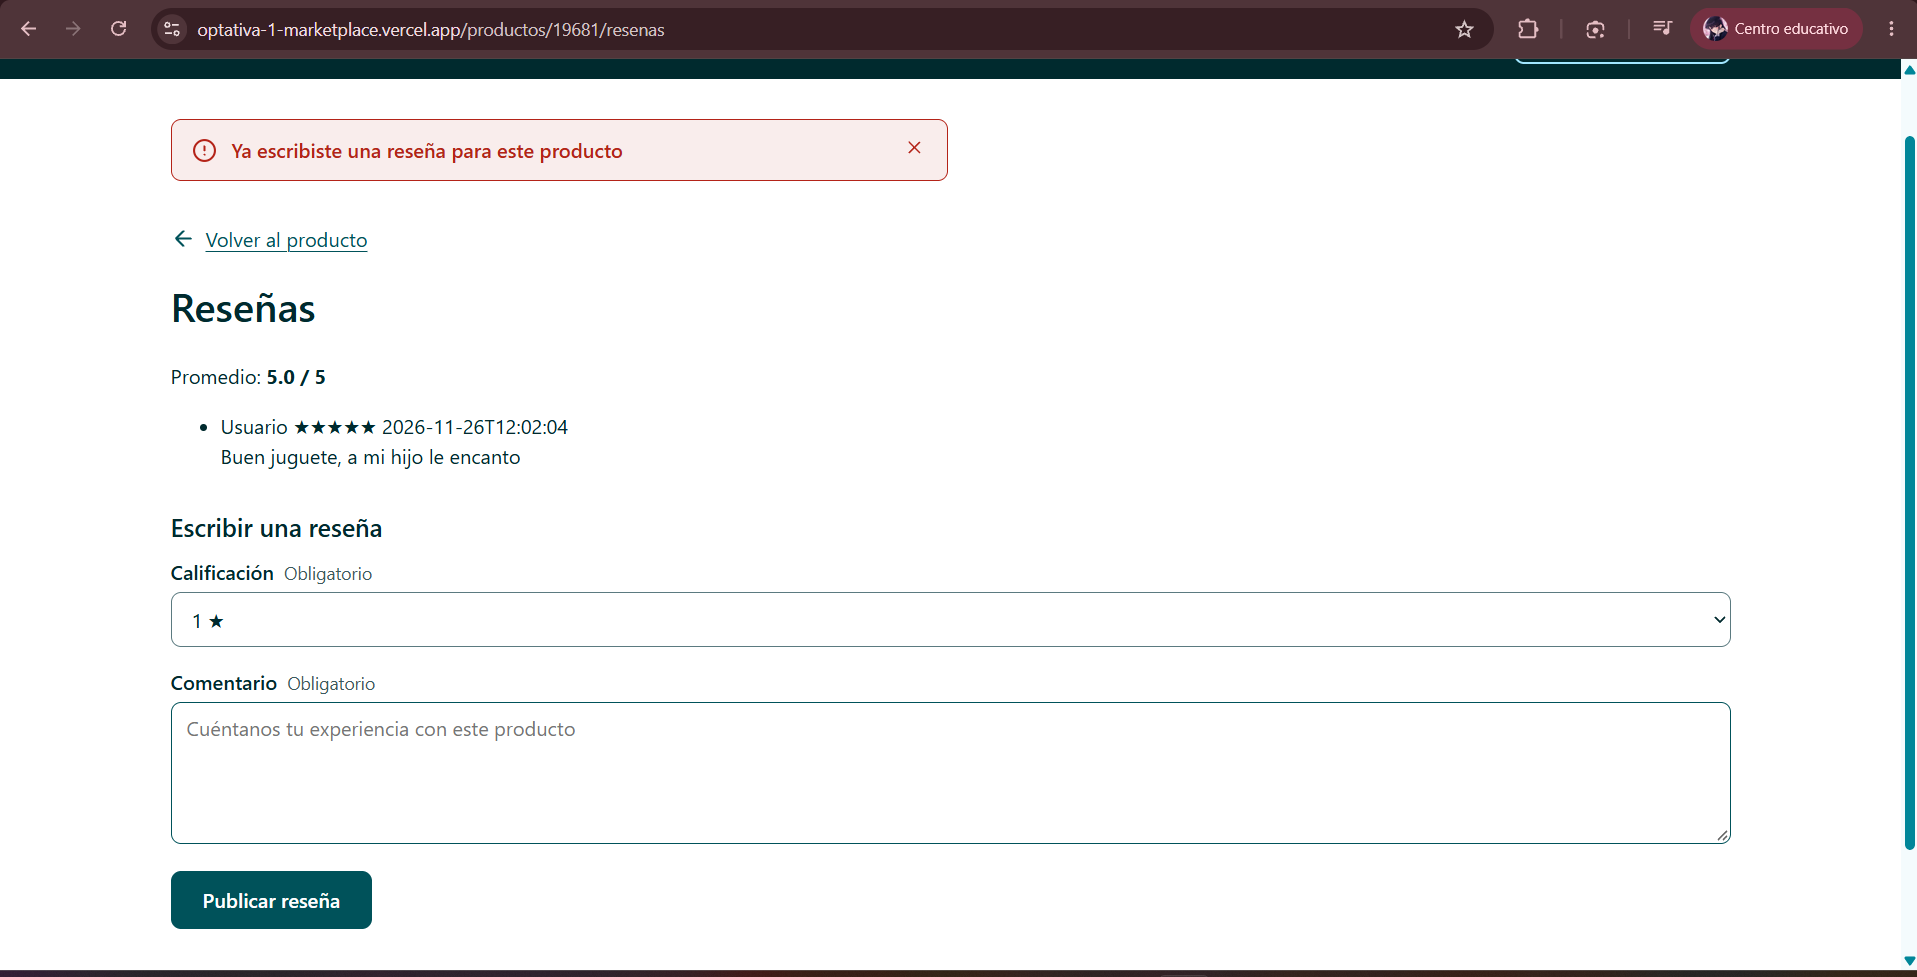 optativa-1-marketplace.vercel.app/productos/19681/resenas
Centro educativo
Ya escribiste una reseña para este producto
Volver al producto
Reseñas
Promedio: 5.0 / 5
Usuario ★★★★★ 2026-11-26T12:02:04
Buen juguete, a mi hijo le encanto
Escribir una reseña
Calificación Obligatorio
1 ★
Comentario Obligatorio
Cuéntanos tu experiencia con este producto
Publicar reseña